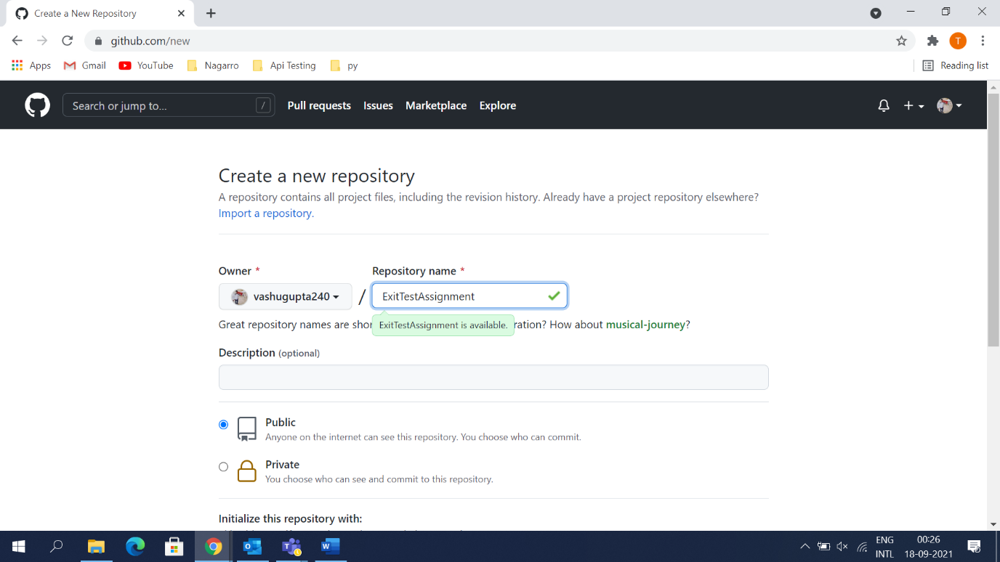 Create a New Repository
github.com/new
T
Apps Gmail YouTube Nagarro Api Testing py Reading list
Search or jump to... / Pull requests Issues Marketplace Explore
Create a new repository
A repository contains all project files, including the revision history. Already have a project repository elsewhere?
Import a repository.
Owner * Repository name *
vashugupta240 / ExitTestAssignment
Great repository names are shor ExitTestAssignment is available. ration? How about musical-journey?
Description (optional)
Public
Anyone on the internet can see this repository. You choose who can commit.
Private
You choose who can see and commit to this repository.
Initialize this repository with:
ENG 00:26
INTL 18-09-2021